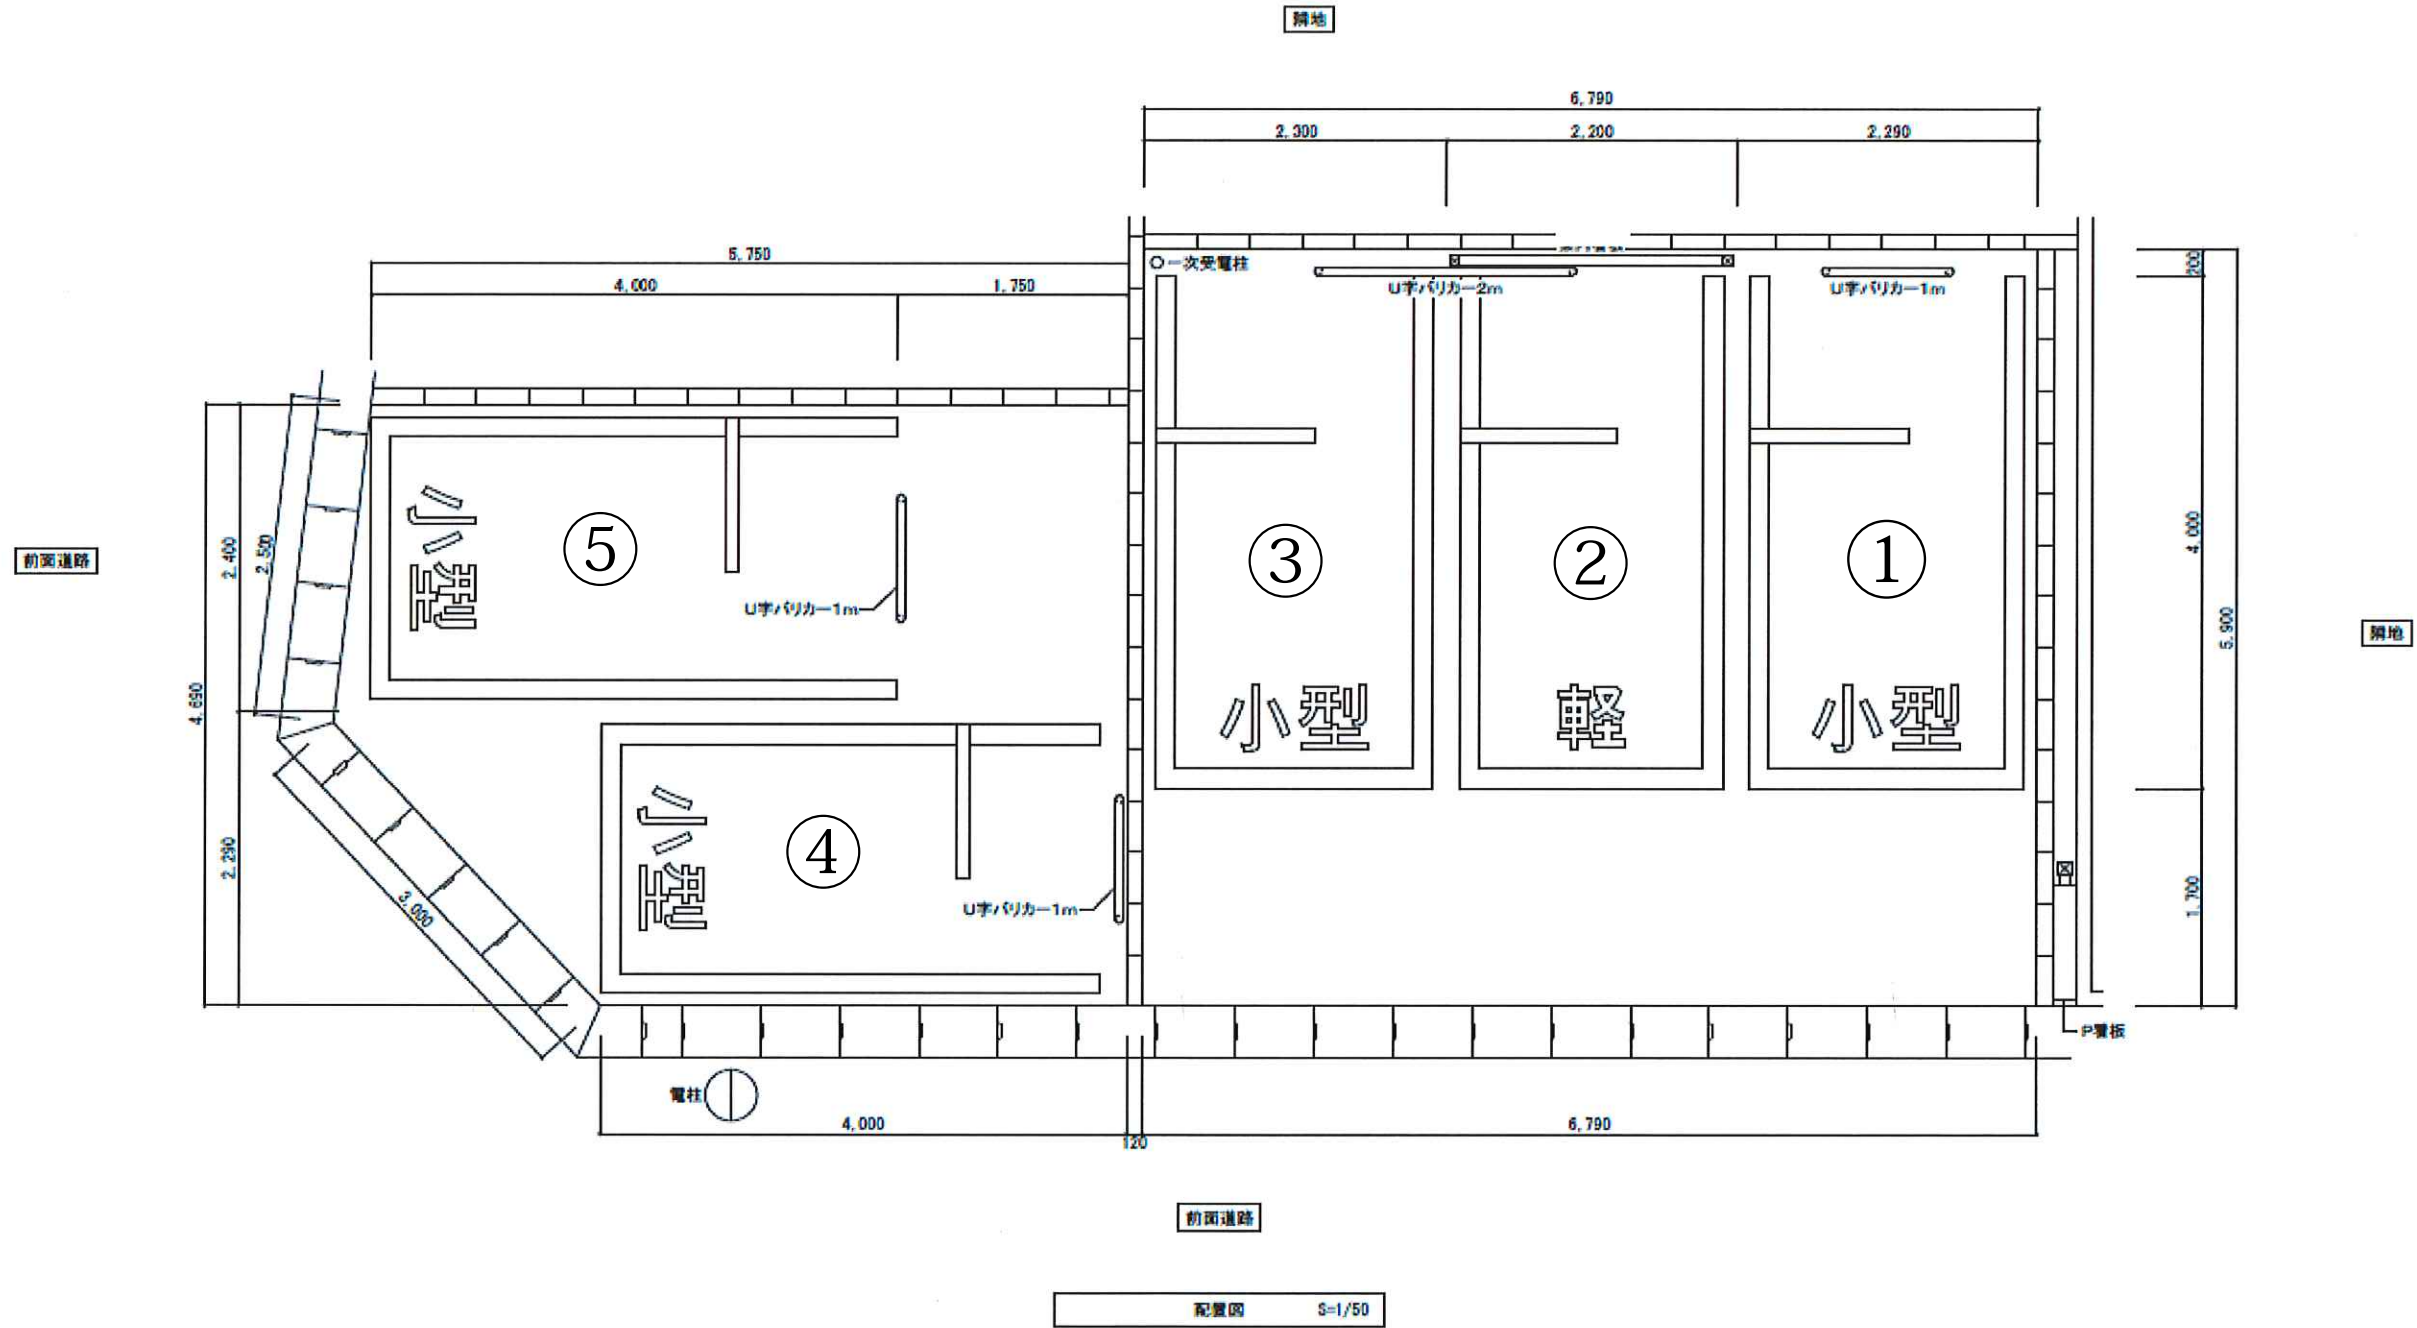 隣地
6,790
2,300
2,200
2,290
5,750
4,000
1,750
一次受電柱
U字バリカー2m
U字バリカー1m
200
4,000
5,900
1,700
隣地
前面道路
2,400
2,500
4,690
2,290
3,000
小型
⑤
U字バリカー1m
③
②
①
小型
軽
小型
小型
④
U字バリカー1m
P看板
電柱
4,000
120
6,790
前面道路
配置図 S=1/50